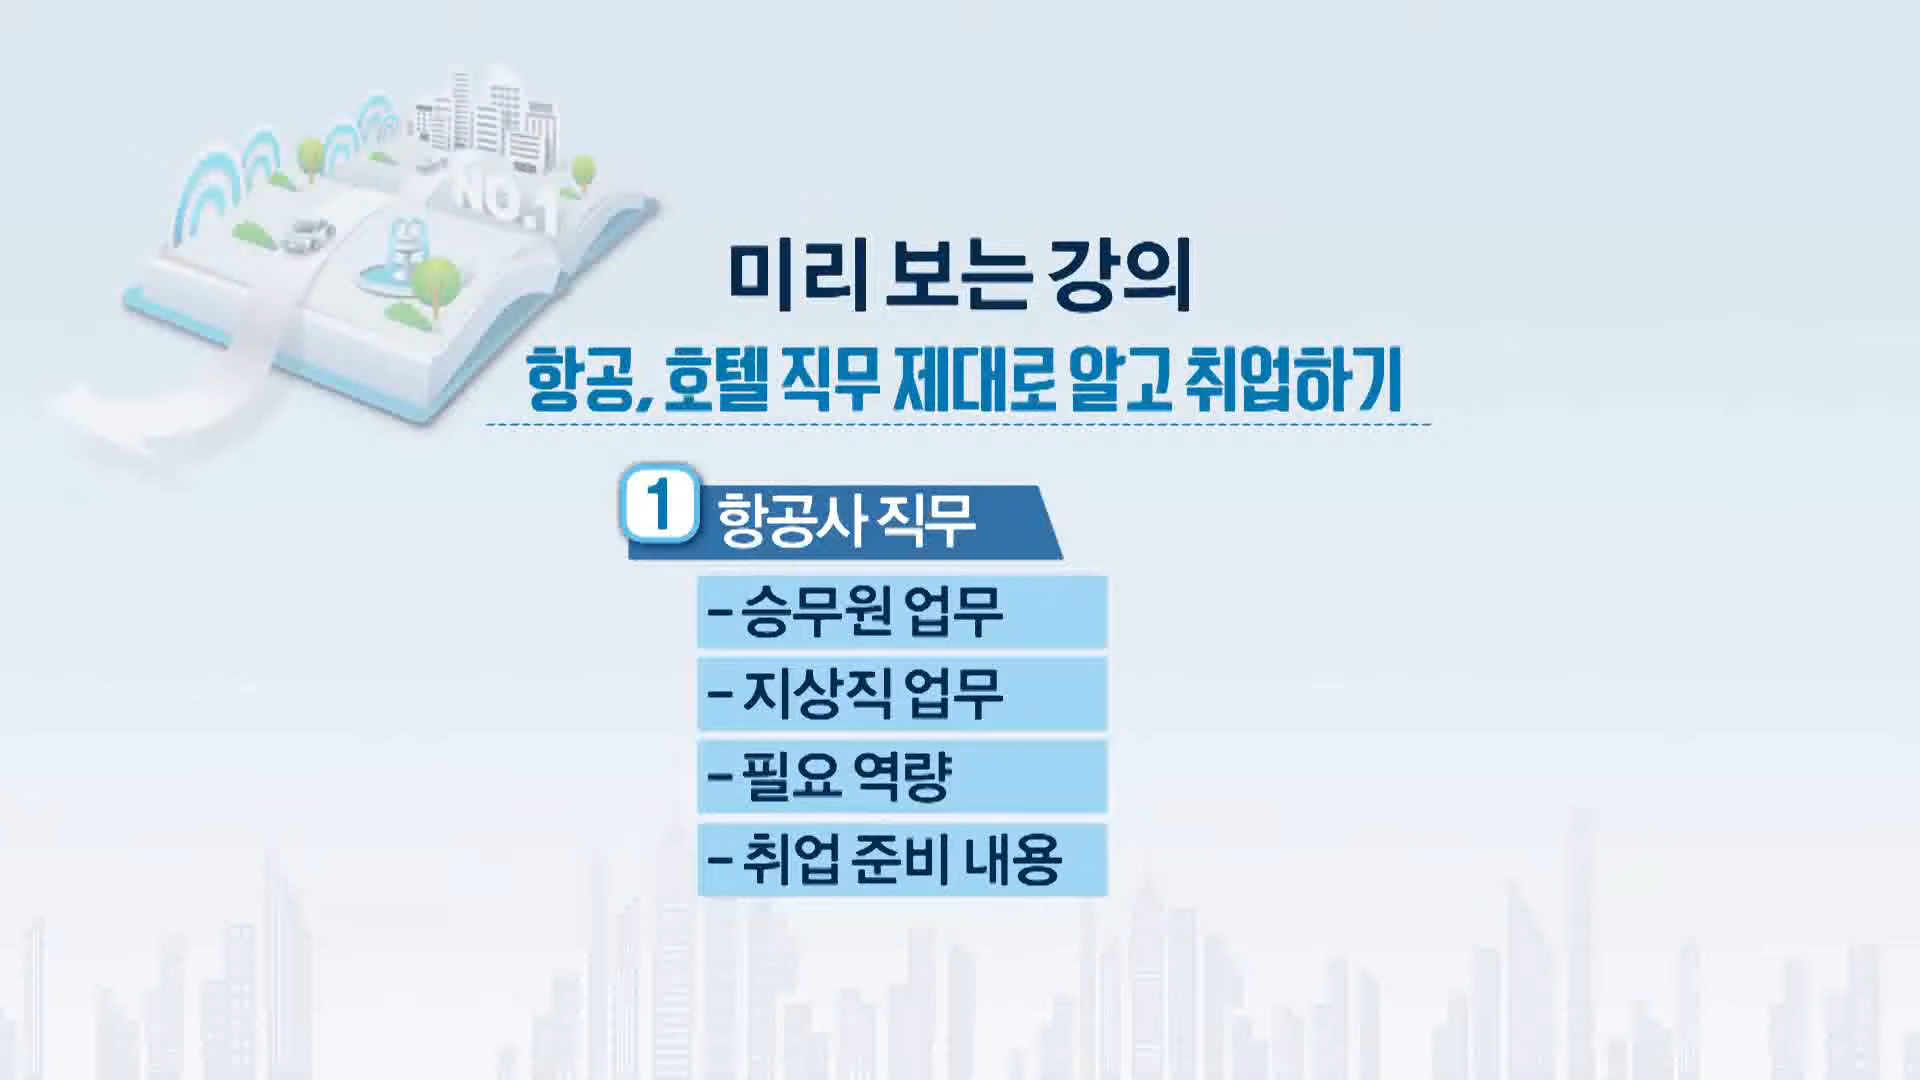 NO.1
미리 보는 강의
항공, 호텔 직무 제대로 알고 취업하기
1 항공사 직무
- 승무원 업무
- 지상직 업무
- 필요 역량
- 취업 준비 내용